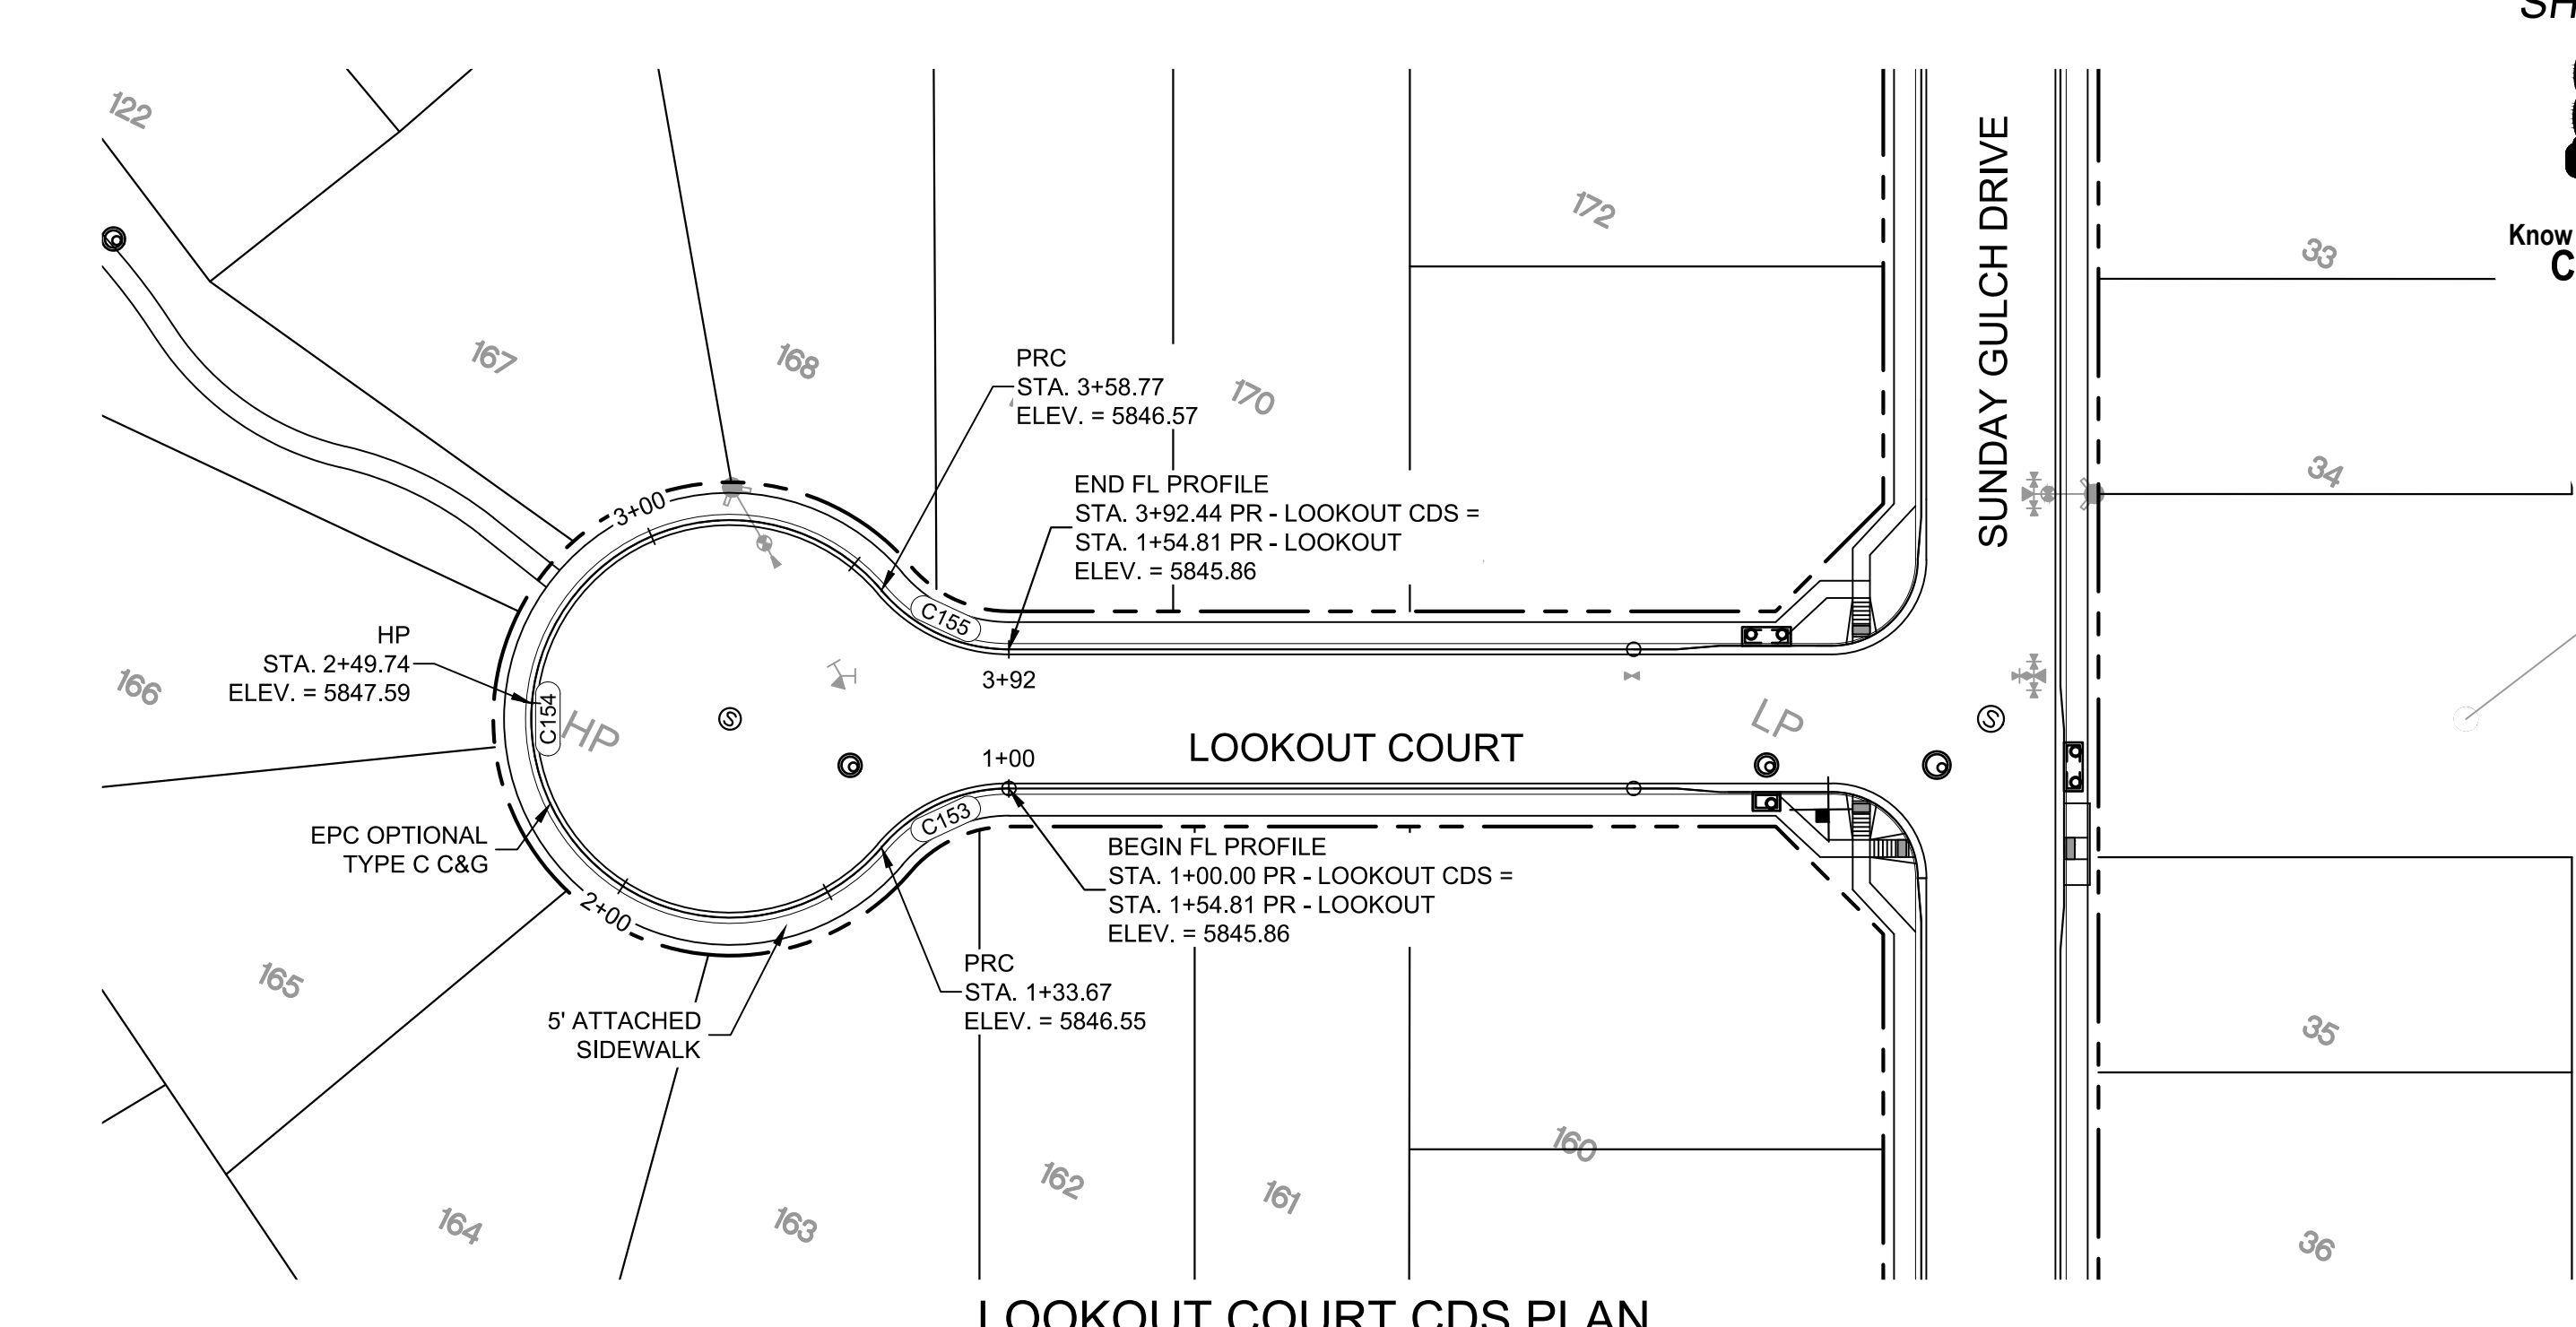 SH
122
172
SUNDAY GULCH DRIVE
33
Know
C
167
168
170
34
PRC
STA. 3+58.77
ELEV. = 5846.57
END FL PROFILE
STA. 3+92.44 PR - LOOKOUT CDS =
STA. 1+54.81 PR - LOOKOUT
ELEV. = 5845.86
3+00
C155
HP
STA. 2+49.74
ELEV. = 5847.59
166
3+92
C154
HP
S
LP
S
LOOKOUT COURT
1+00
C153
EPC OPTIONAL
TYPE C C&G
2+00
BEGIN FL PROFILE
STA. 1+00.00 PR - LOOKOUT CDS =
STA. 1+54.81 PR - LOOKOUT
ELEV. = 5845.86
PRC
STA. 1+33.67
ELEV. = 5846.55
165
5' ATTACHED
SIDEWALK
35
160
162
161
164
163
36
LOOKOUT COURT CDS PLAN